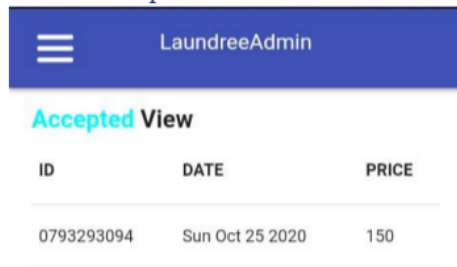 LaundreeAdmin
Accepted View
ID DATE PRICE
0793293094 Sun Oct 25 2020 150